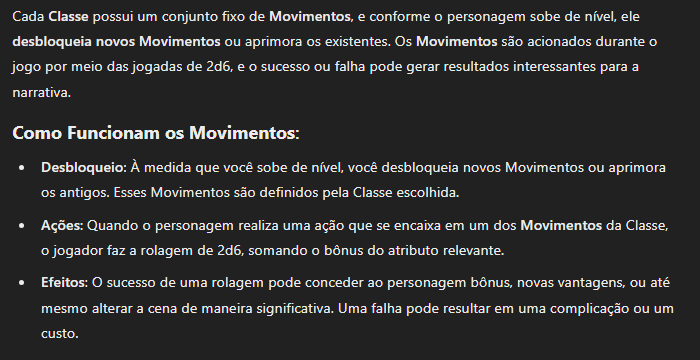 Cada Classe possui um conjunto fixo de Movimentos, e conforme o personagem sobe de nível, ele
desbloqueia novos Movimentos ou aprimora os existentes. Os Movimentos são acionados durante o
jogo por meio das jogadas de 2d6, e o sucesso ou falha pode gerar resultados interessantes para a
narrativa.
Como Funcionam os Movimentos:
• Desbloqueio: À medida que você sobe de nível, você desbloqueia novos Movimentos ou aprimora
os antigos. Esses Movimentos são definidos pela Classe escolhida.
• Ações: Quando o personagem realiza uma ação que se encaixa em um dos Movimentos da Classe,
o jogador faz a rolagem de 2d6, somando o bônus do atributo relevante.
• Efeitos: O sucesso de uma rolagem pode conceder ao personagem bônus, novas vantagens, ou até
mesmo alterar a cena de maneira significativa. Uma falha pode resultar em uma complicação ou um
custo.